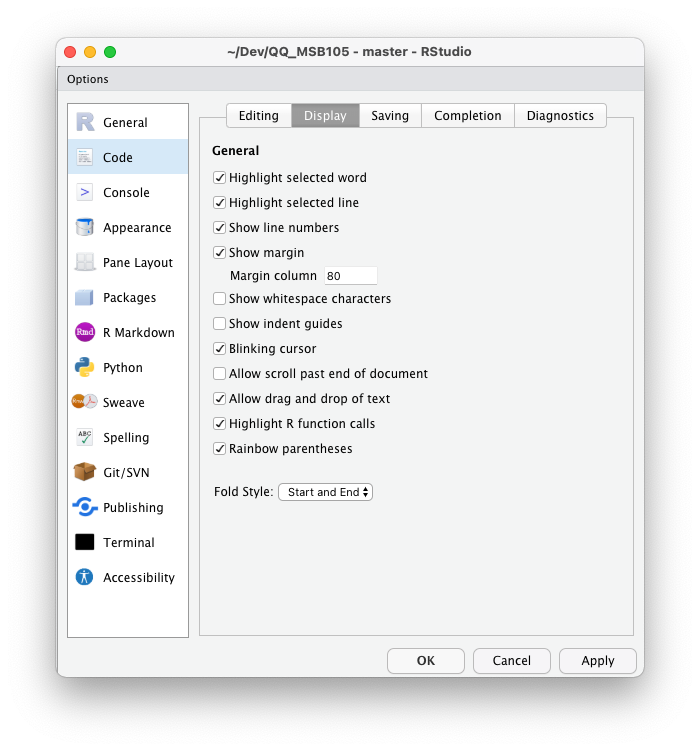 ~/Dev/QQ_MSB105 - master - RStudio
Options
General
Code
Console
Appearance
Pane Layout
Packages
R Markdown
Python
Sweave
Spelling
Git/SVN
Publishing
Terminal
Accessibility
Editing Display Saving Completion Diagnostics
General
Highlight selected word
Highlight selected line
Show line numbers
Show margin
Margin column 80
Show whitespace characters
Show indent guides
Blinking cursor
Allow scroll past end of document
Allow drag and drop of text
Highlight R function calls
Rainbow parentheses
Fold Style: Start and End
OK Cancel Apply